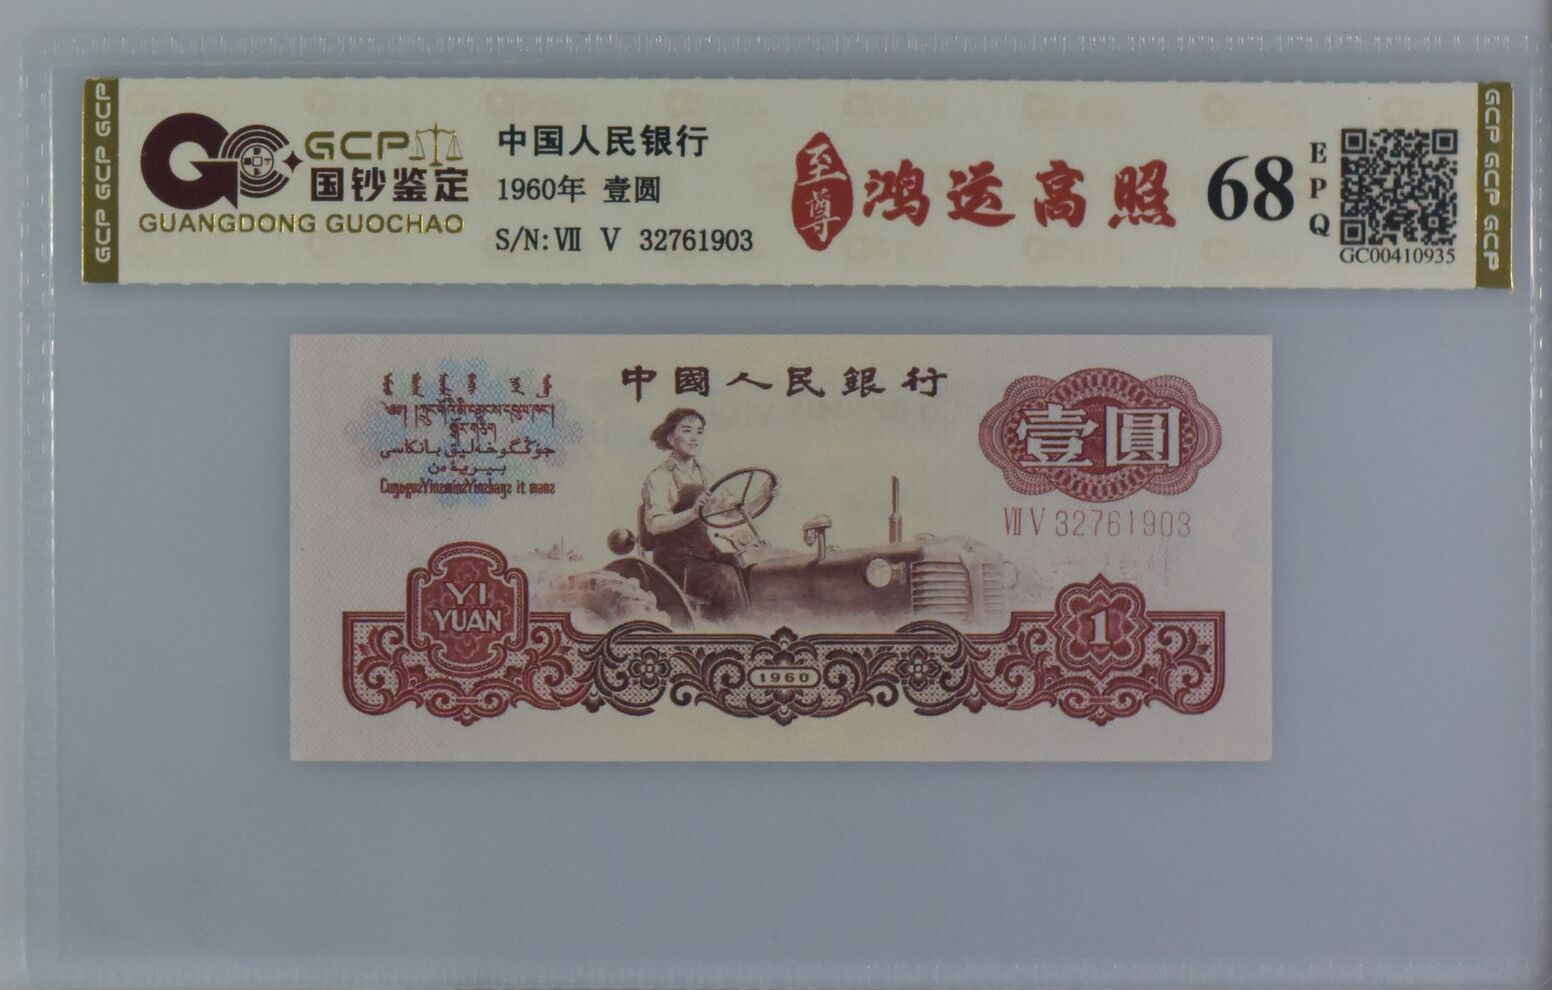 GCP GCP GCP
GCP
国钞鉴定
GUANGDONG GUOCHAO
中国人民银行
1960年 壹圆
S/N: Ⅶ V 32761903
至尊
鸿运高照
68
EPQ
GC00410935
GCP GCP GCP
中國人民銀行
壹圓
Ⅶ V 32761903
YI
YUAN
1960
1